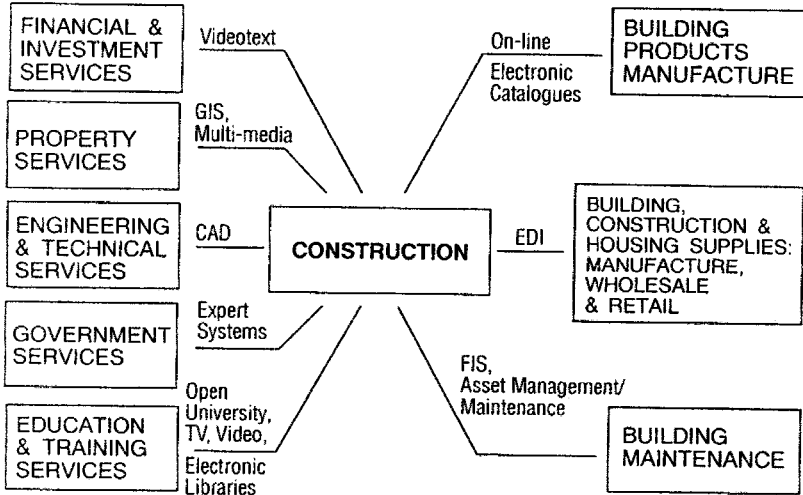 FINANCIAL &
INVESTMENT
SERVICES
Videotext
On-line
Electronic
Catalogues
BUILDING
PRODUCTS
MANUFACTURE
PROPERTY
SERVICES
GIS,
Multi-media
ENGINEERING
& TECHNICAL
SERVICES
CAD
CONSTRUCTION
EDI
BUILDING,
CONSTRUCTION &
HOUSING SUPPLIES:
MANUFACTURE,
WHOLESALE
& RETAIL
GOVERNMENT
SERVICES
Expert
Systems
FIS,
Asset Management/
Maintenance
EDUCATION
& TRAINING
SERVICES
Open
University,
TV, Video,
Electronic
Libraries
BUILDING
MAINTENANCE